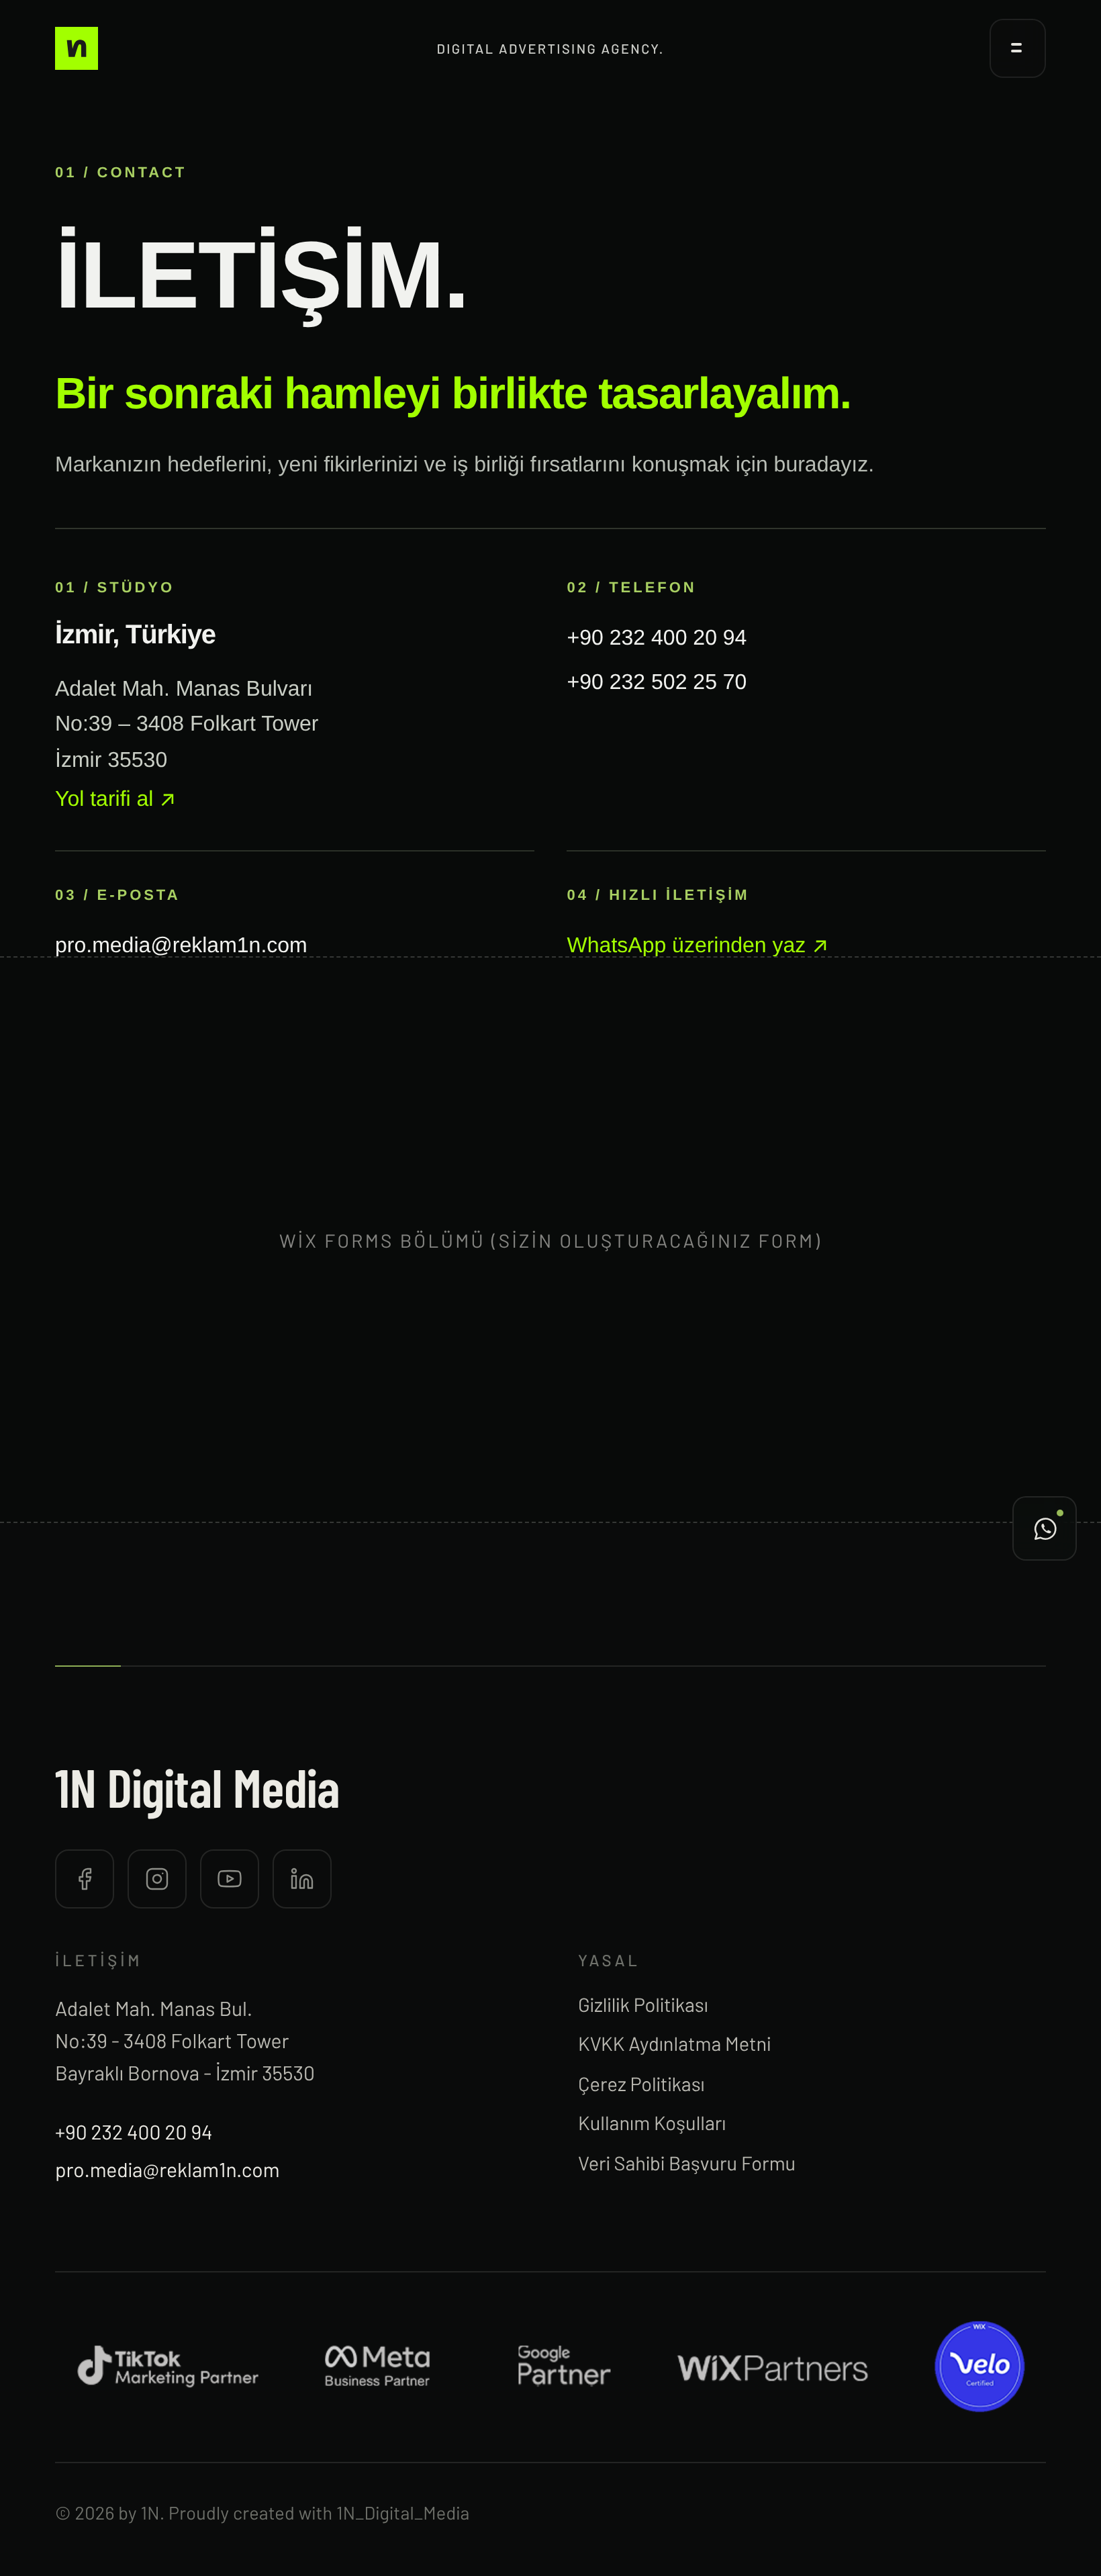 n
DIGITAL ADVERTISING AGENCY.
01 / CONTACT
İLETİŞİM.
Bir sonraki hamleyi birlikte tasarlayalım.
Markanızın hedeflerini, yeni fikirlerinizi ve iş birliği fırsatlarını konuşmak için buradayız.
01 / STÜDYO
İzmir, Türkiye
Adalet Mah. Manas Bulvarı
No:39 – 3408 Folkart Tower
İzmir 35530
Yol tarifi al ↗
02 / TELEFON
+90 232 400 20 94
+90 232 502 25 70
03 / E-POSTA
pro.media@reklam1n.com
04 / HIZLI İLETİŞİM
WhatsApp üzerinden yaz ↗
WİX FORMS BÖLÜMÜ (SİZİN OLUŞTURACAĞINIZ FORM)
1N Digital Media
İLETİŞİM
Adalet Mah. Manas Bul.
No:39 - 3408 Folkart Tower
Bayraklı Bornova - İzmir 35530
+90 232 400 20 94
pro.media@reklam1n.com
YASAL
Gizlilik Politikası
KVKK Aydınlatma Metni
Çerez Politikası
Kullanım Koşulları
Veri Sahibi Başvuru Formu
TikTok
Marketing Partner
Meta
Business Partner
Google
Partner
WiXPartners
WiX
velo
Certified
© 2026 by 1N. Proudly created with 1N_Digital_Media